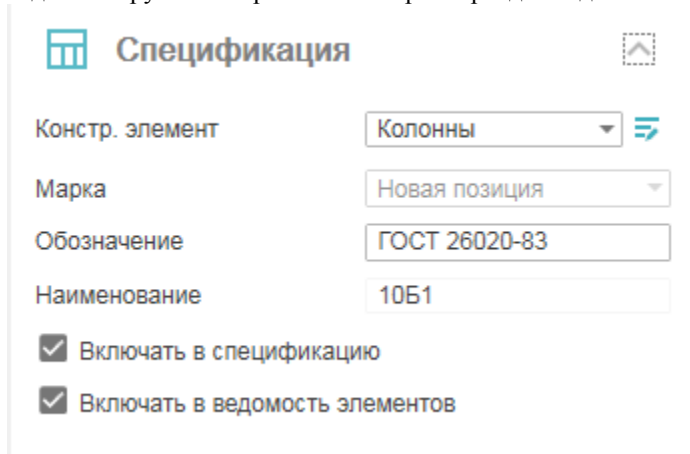 Спецификация
Констр. элемент Колонны
Марка Новая позиция
Обозначение ГОСТ 26020-83
Наименование 10Б1
Включать в спецификацию
Включать в ведомость элементов